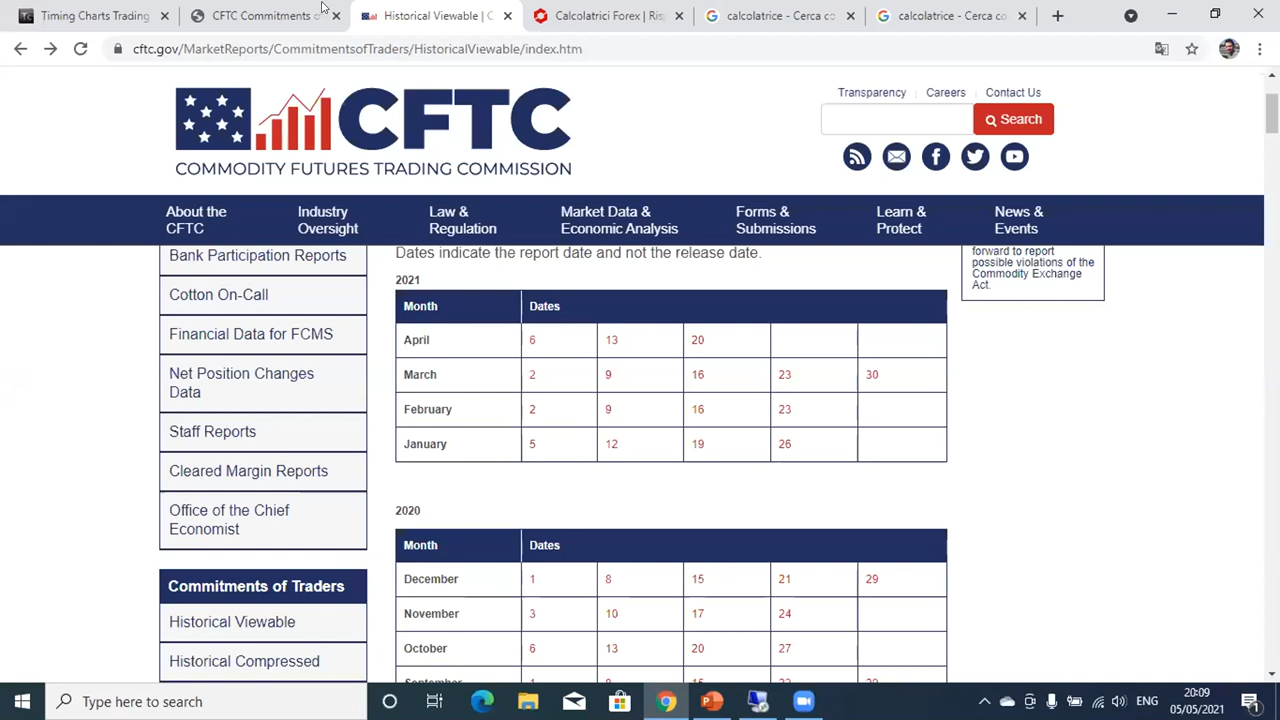 Timing Charts Trading
CFTC Commitments o
Historical Viewable | C
Calcolatrici Forex | Ris
calcolatrice - Cerca co
calcolatrice - Cerca co
cftc.gov/MarketReports/CommitmentsofTraders/HistoricalViewable/index.htm
CFTC
COMMODITY FUTURES TRADING COMMISSION
Transparency Careers Contact Us
Search
About the CFTC
Industry Oversight
Law & Regulation
Market Data & Economic Analysis
Forms & Submissions
Learn & Protect
News & Events
Bank Participation Reports
Cotton On-Call
Financial Data for FCMS
Net Position Changes
Data
Staff Reports
Cleared Margin Reports
Office of the Chief
Economist
Commitments of Traders
Historical Viewable
Historical Compressed
Dates indicate the report date and not the release date.
2021
Month Dates
April 6 13 20
March 2 9 16 23 30
February 2 9 16 23
January 5 12 19 26
2020
Month Dates
December 1 8 15 21 29
November 3 10 17 24
October 6 13 20 27
forward to report
possible violations of the
Commodity Exchange
Act.
Type here to search
ENG
20:09
05/05/2021
1